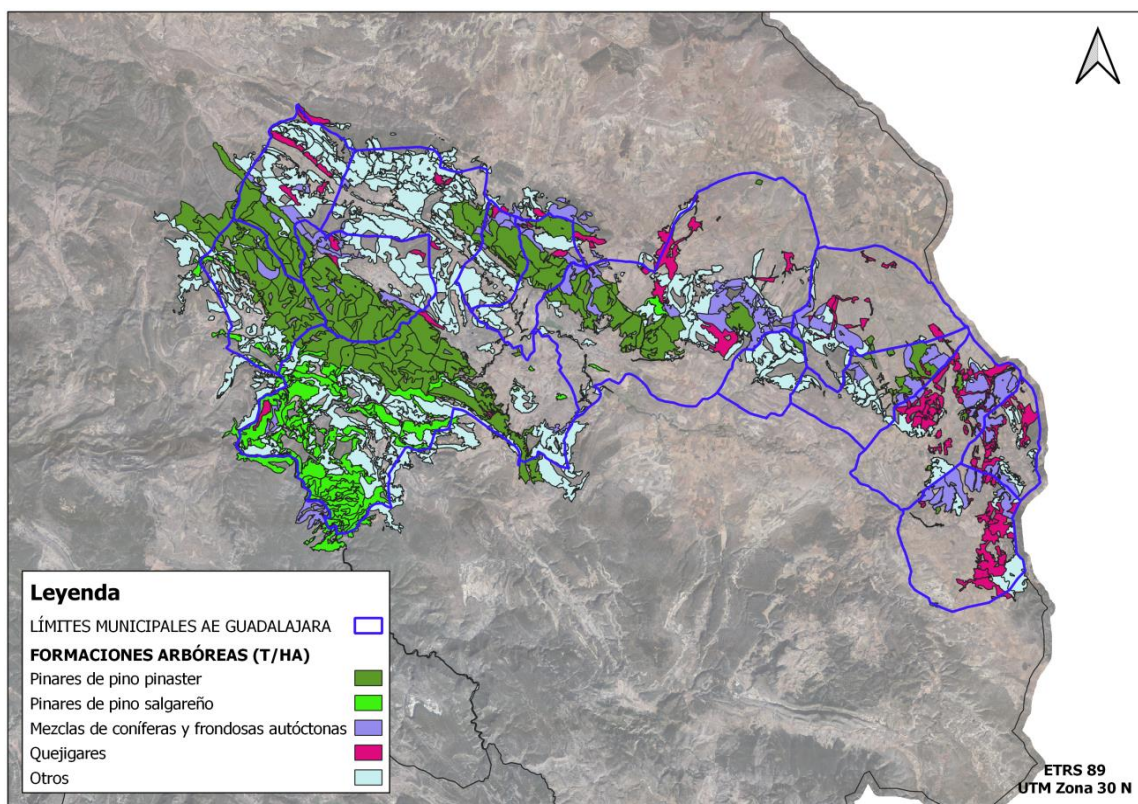 Leyenda
LÍMITES MUNICIPALES AE GUADALAJARA
FORMACIONES ARBÓREAS (T/HA)
Pinares de pino pinaster
Pinares de pino salgareño
Mezclas de coníferas y frondosas autóctonas
Quejigares
Otros
ETRS 89
UTM Zona 30 N